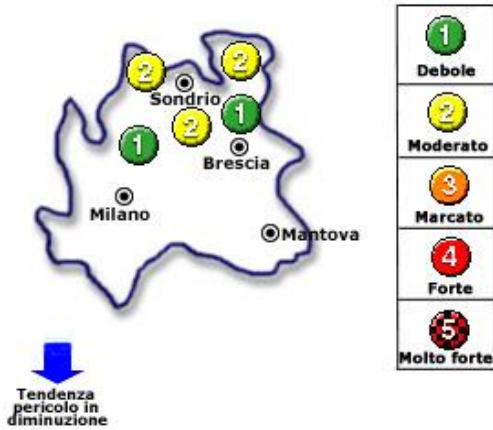 2
2
Sondrio
1
2
1
Brescia
Milano
Mantova
Tendenza
pericolo in
diminuzione
1
Debole
2
Moderato
3
Marcato
4
Forte
5
Molto forte